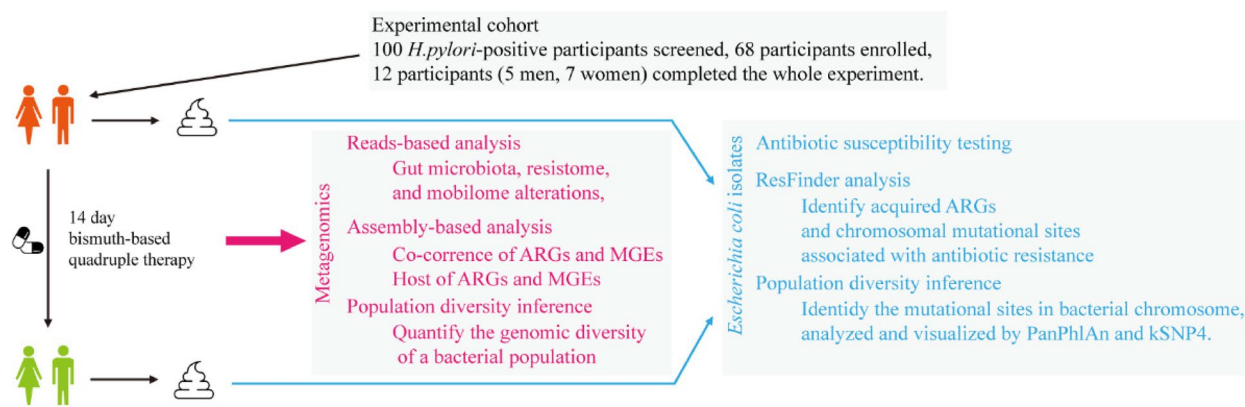 Experimental cohort
100 H.pylori-positive participants screened, 68 participants enrolled,
12 participants (5 men, 7 women) completed the whole experiment.
14 day
bismuth-based
quadruple therapy
Metagenomics
Reads-based analysis
Gut microbiota, resistome,
and mobilome alterations,
Assembly-based analysis
Co-corrence of ARGs and MGEs
Host of ARGs and MGEs
Population diversity inference
Quantify the genomic diversity
of a bacterial population
Escherichia coli isolates
Antibiotic susceptibility testing
ResFinder analysis
Identify acquired ARGs
and chromosomal mutational sites
associated with antibiotic resistance
Population diversity inference
Identidy the mutational sites in bacterial chromosome,
analyzed and visualized by PanPhlAn and kSNP4.